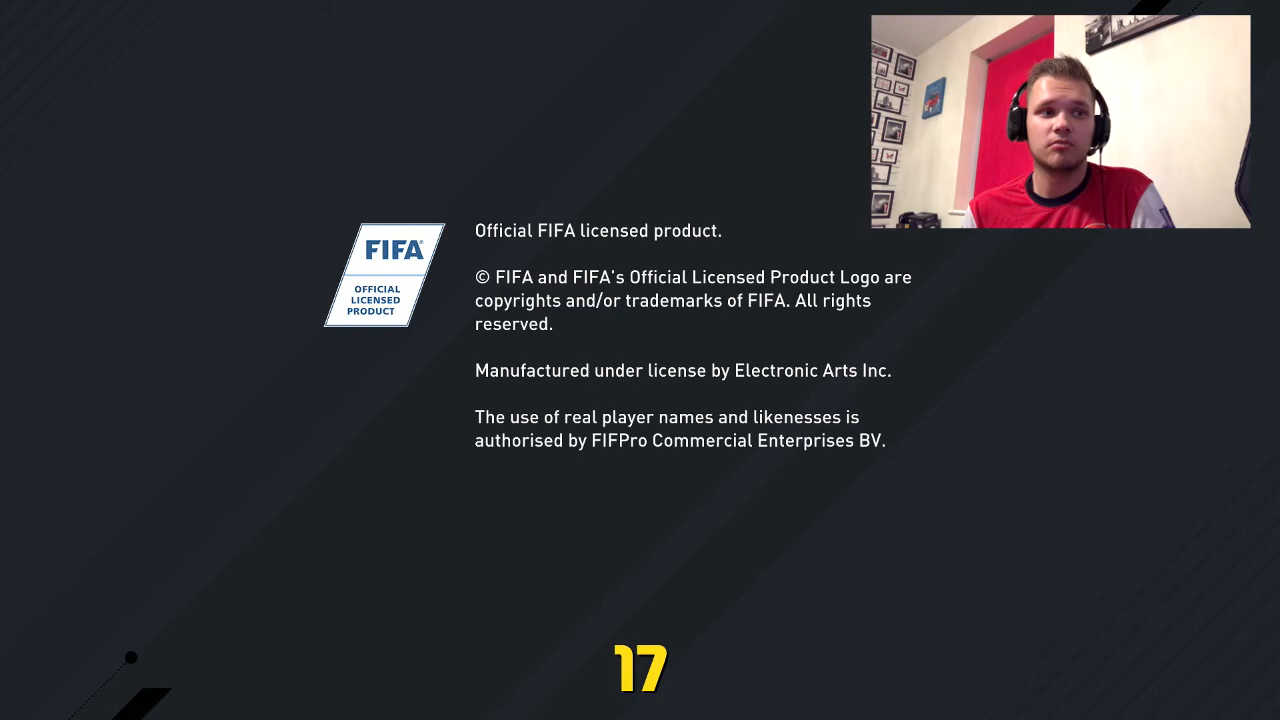 FIFA
OFFICIAL
LICENSED
PRODUCT
Official FIFA licensed product.
© FIFA and FIFA's Official Licensed Product Logo are
copyrights and/or trademarks of FIFA. All rights
reserved.
Manufactured under license by Electronic Arts Inc.
The use of real player names and likenesses is
authorised by FIFPro Commercial Enterprises BV.
17